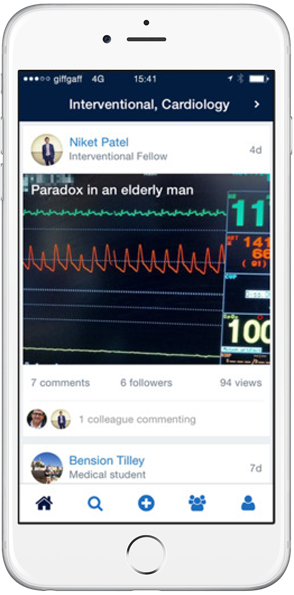 giffgaff 4G 15:41
Interventional, Cardiology
Niket Patel
Interventional Fellow
4d
Paradox in an elderly man
11
141
66
100
7 comments 6 followers 94 views
1 colleague commenting
Bension Tilley
Medical student
7d